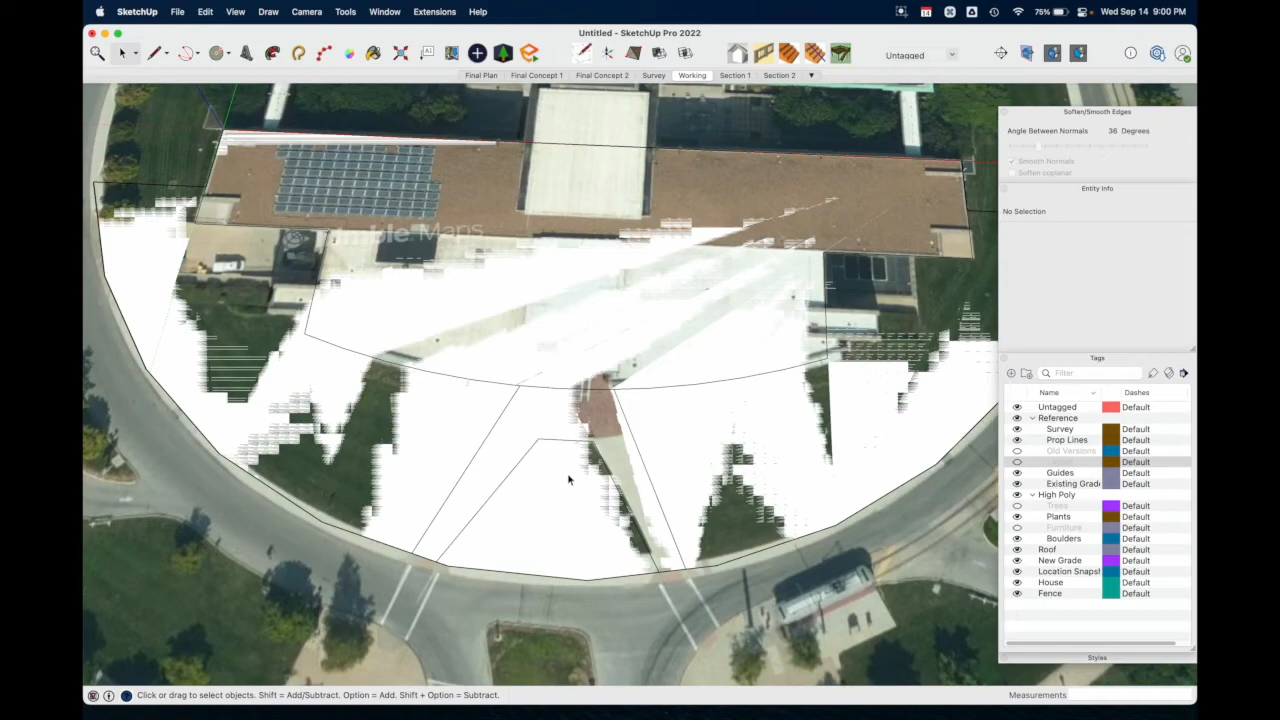 SketchUp File Edit View Draw Camera Tools Window Extensions Help
14
75%
Wed Sep 14 9:00 PM
Untitled - SketchUp Pro 2022
Untagged
Final Plan Final Concept 1 Final Concept 2 Survey Working Section 1 Section 2
Soften/Smooth Edges
Angle Between Normals 36 Degrees
Smooth Normals
Soften coplanar
Entity Info
No Selection
Maps
Tags
Filter
Name Dashes
Untagged Default
Reference
Survey Default
Prop Lines Default
Old Versions Default
Default
Guides Default
Existing Grade Default
High Poly
Trees Default
Plants Default
Furniture Default
Boulders Default
Roof Default
New Grade Default
Location Snaps Default
House Default
Fence Default
Styles
Click or drag to select objects. Shift = Add/Subtract. Option = Add. Shift + Option = Subtract.
Measurements